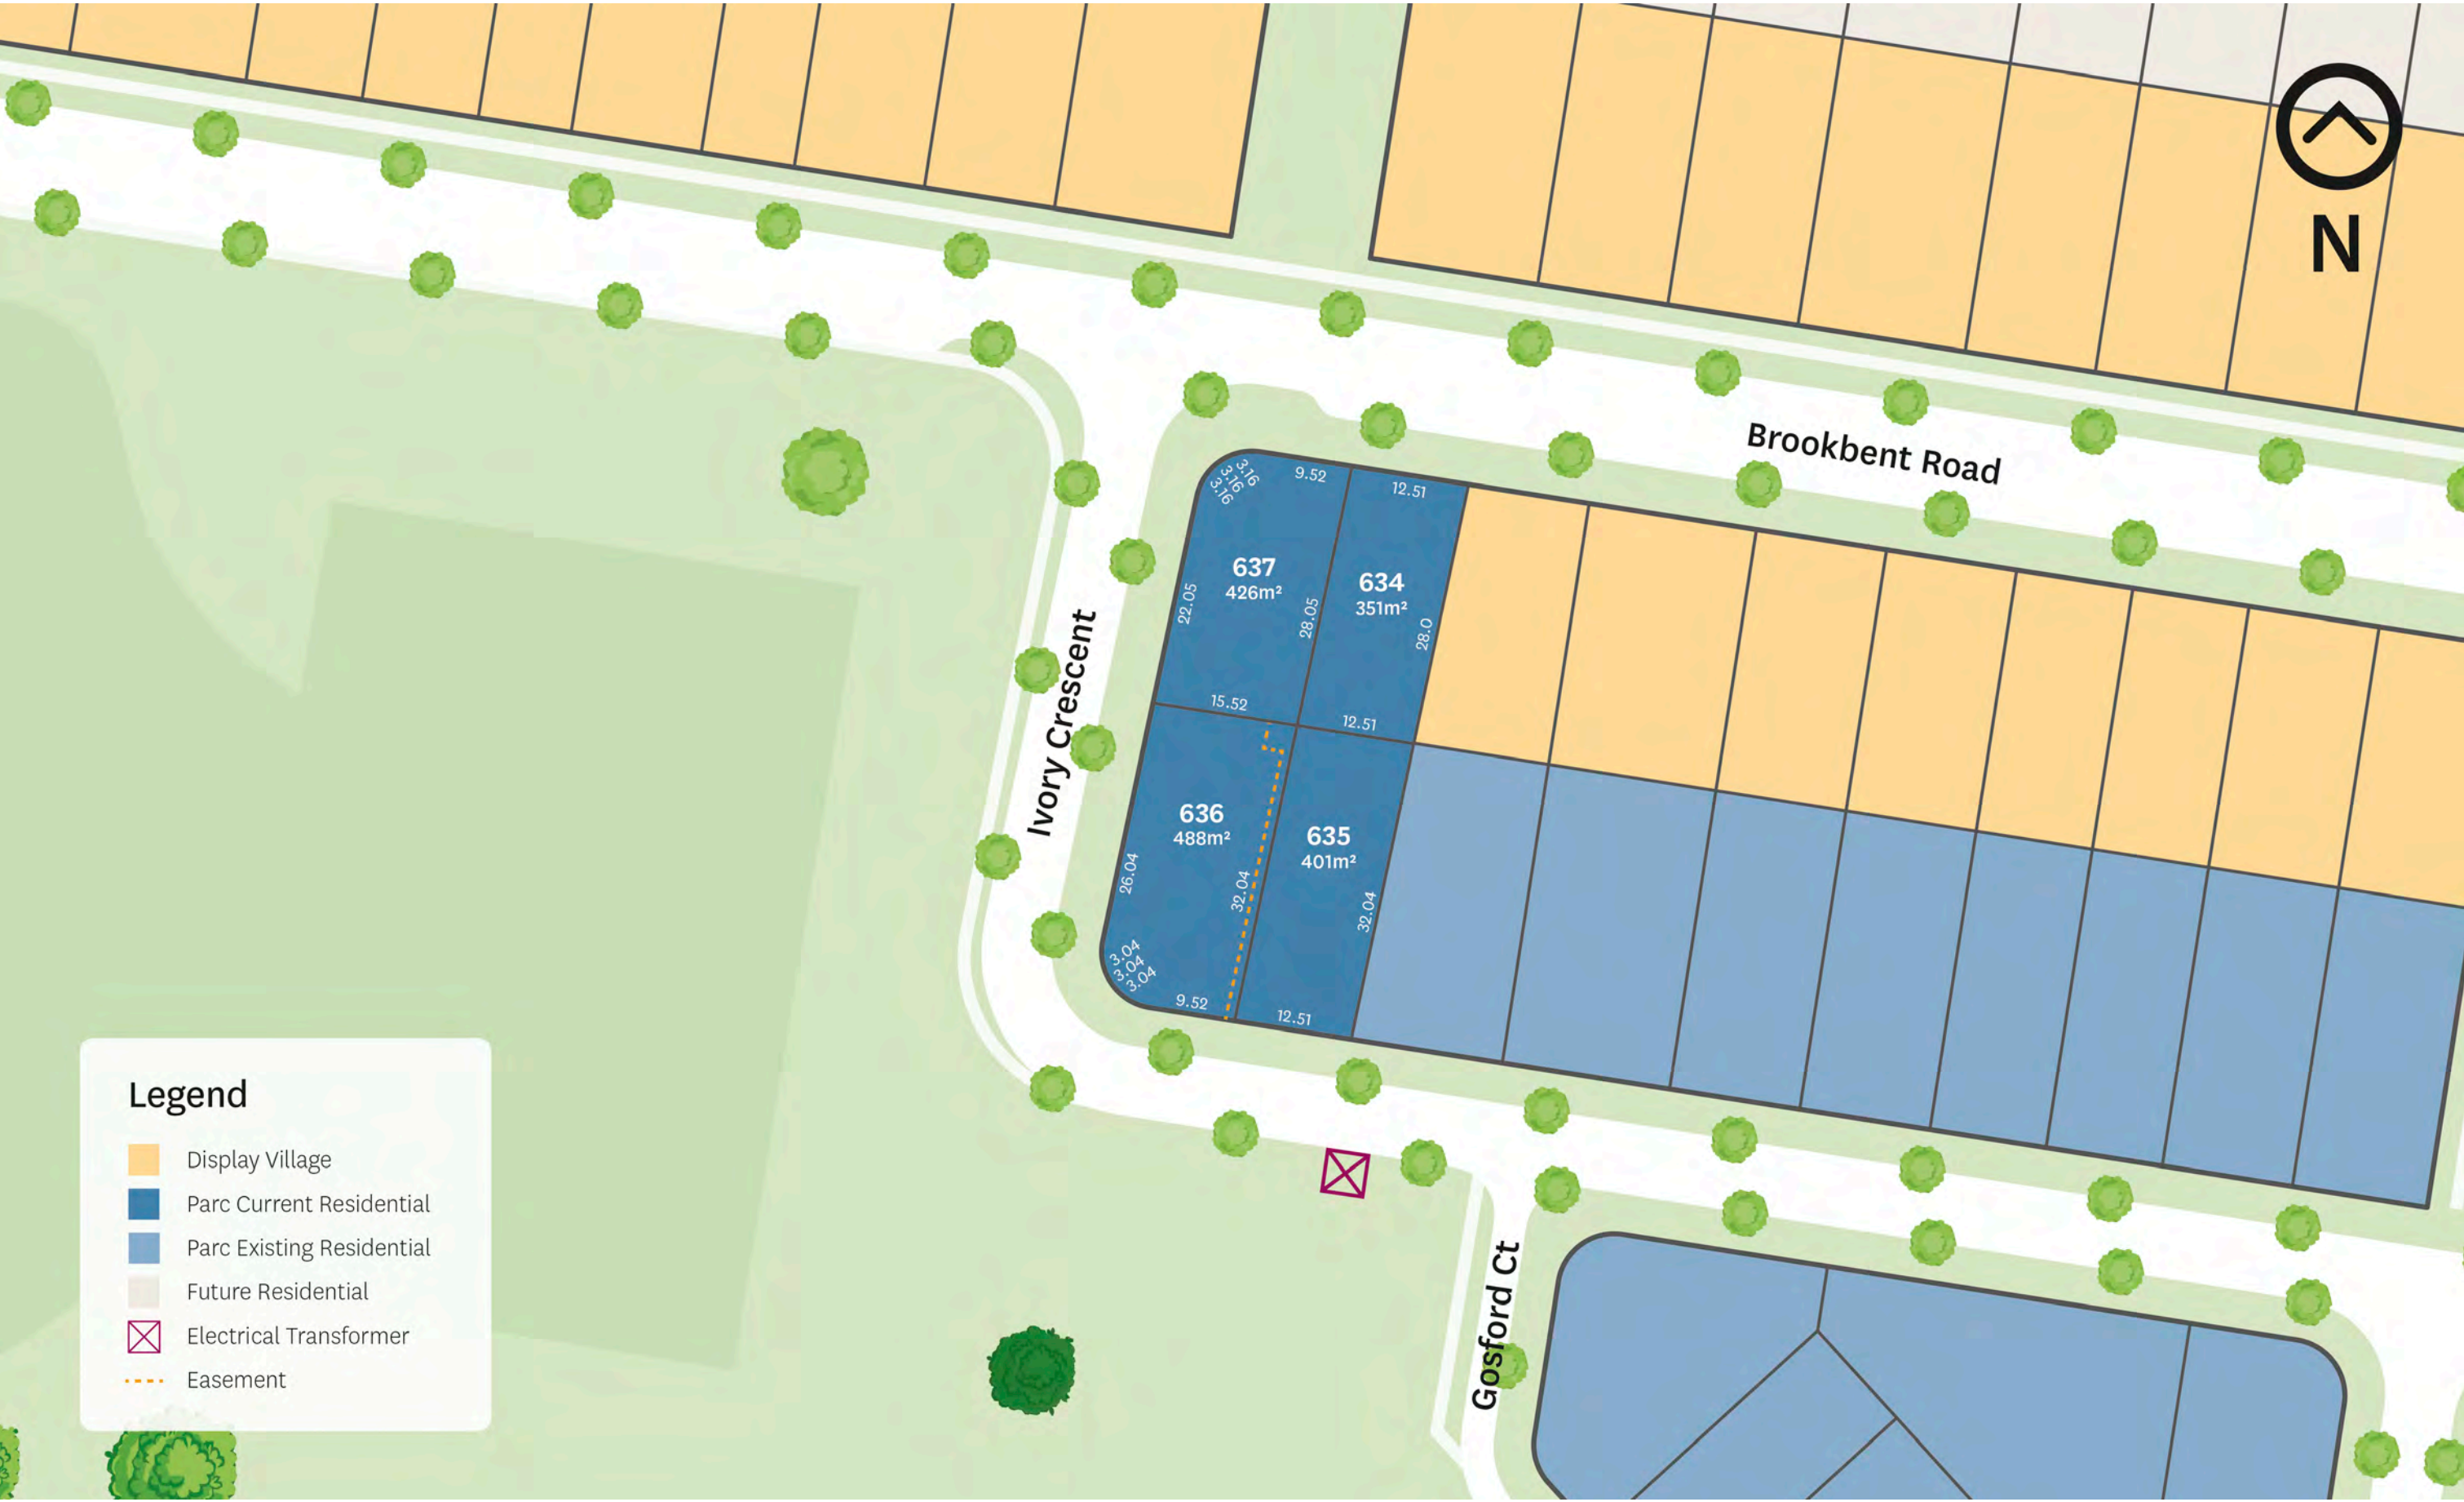 N
Brookbent Road
Ivory Crescent
Gosford Ct
3.16
3.16
3.16
9.52
12.51
637
426m²
634
351m²
22.05
28.05
28.0
15.52
12.51
636
488m²
635
401m²
26.04
32.04
32.04
3.04
3.04
3.04
9.52
12.51
Legend
Display Village
Parc Current Residential
Parc Existing Residential
Future Residential
Electrical Transformer
Easement